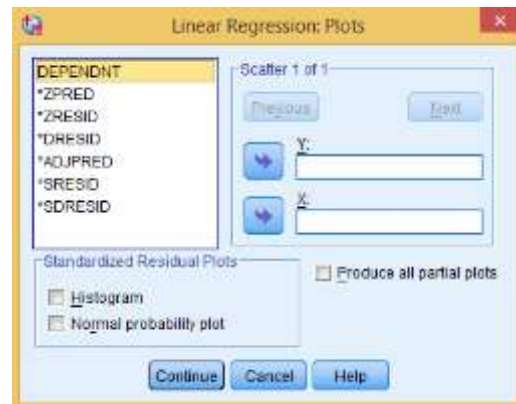 Linear Regression: Plots
DEPENDNT
*ZPRED
*ZRESID
*DRESID
*ADJPRED
*SRESID
*SDRESID
Scatter 1 of 1
Previous
Next
Y:
X:
Standardized Residual Plots
Histogram
Normal probability plot
Produce all partial plots
Continue
Cancel
Help